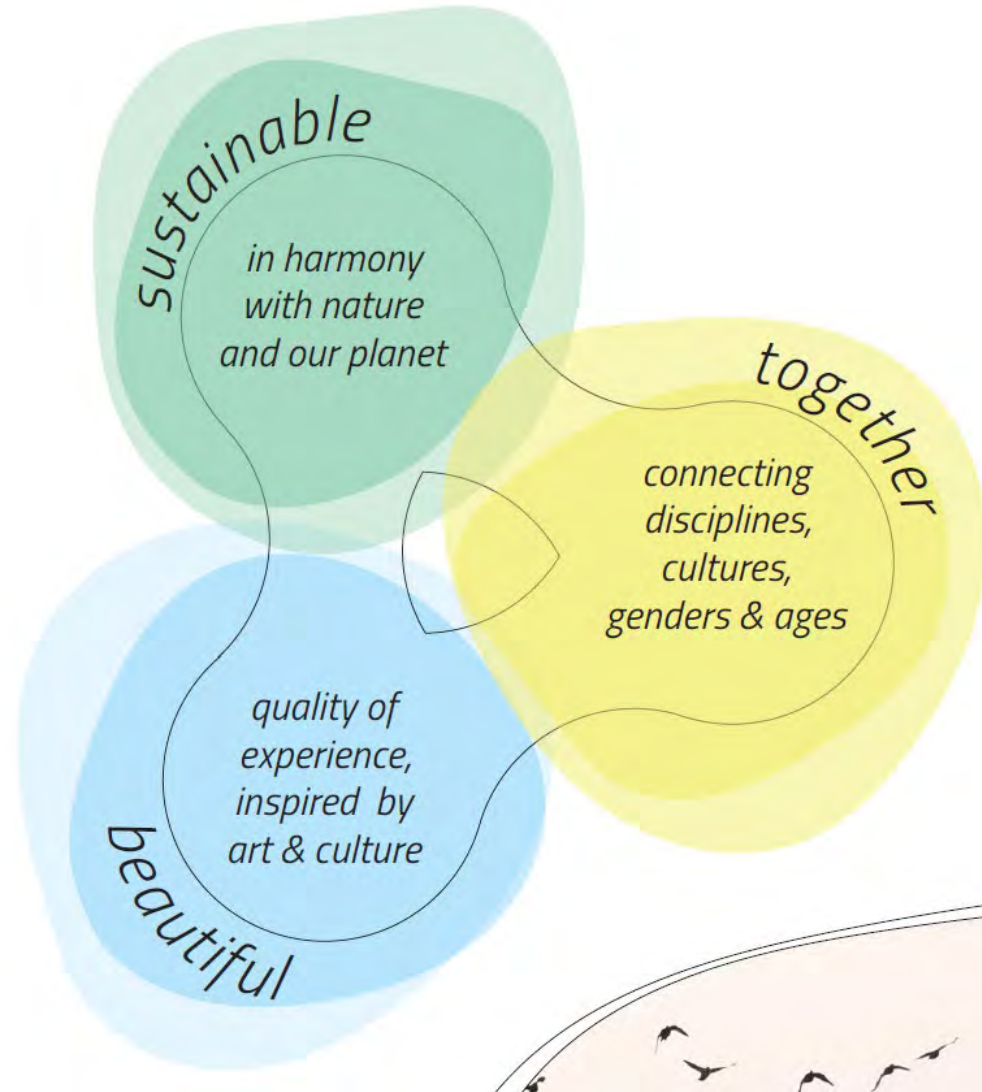 sustainable
in harmony
with nature
and our planet
together
connecting
disciplines,
cultures,
genders & ages
quality of
experience,
inspired by
art & culture
beautiful